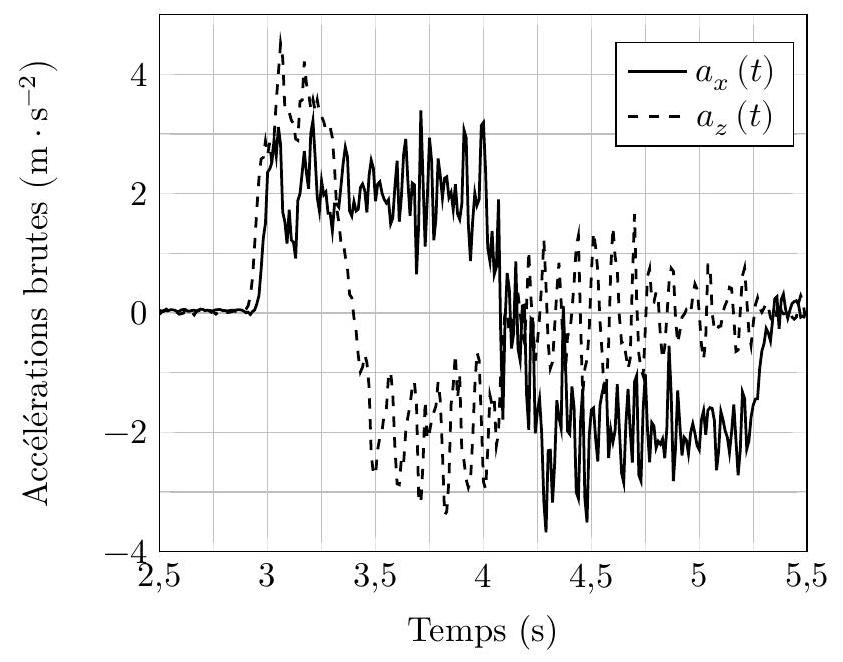 Accélérations brutes (m · s⁻²)
a_x (t)
a_z (t)
4
2
0
−2
−4
2,5 3 3,5 4 4,5 5 5,5
Temps (s)